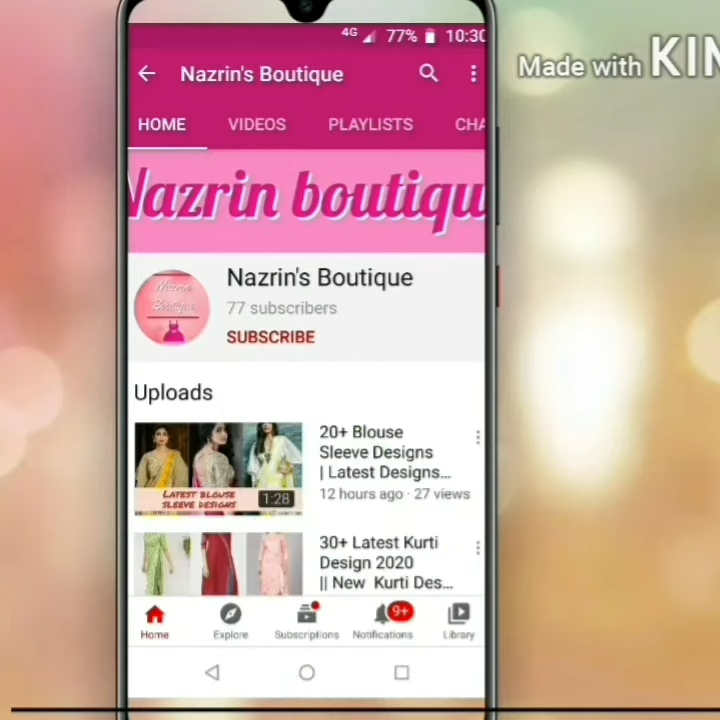 4G 77% 10:30
Made with KIN
Nazrin's Boutique
HOME VIDEOS PLAYLISTS CHA
Nazrin boutiqu
Nazrin's Boutique
Nazrin
Boutique
77 subscribers
SUBSCRIBE
Uploads
20+ Blouse
Sleeve Designs
| Latest Designs...
12 hours ago · 27 views
LATEST BLOUSE
SLEEVE DESIGNS
1:28
30+ Latest Kurti
Design 2020
|| New Kurti Des...
9+
Home Explore Subscriptions Notifications Library